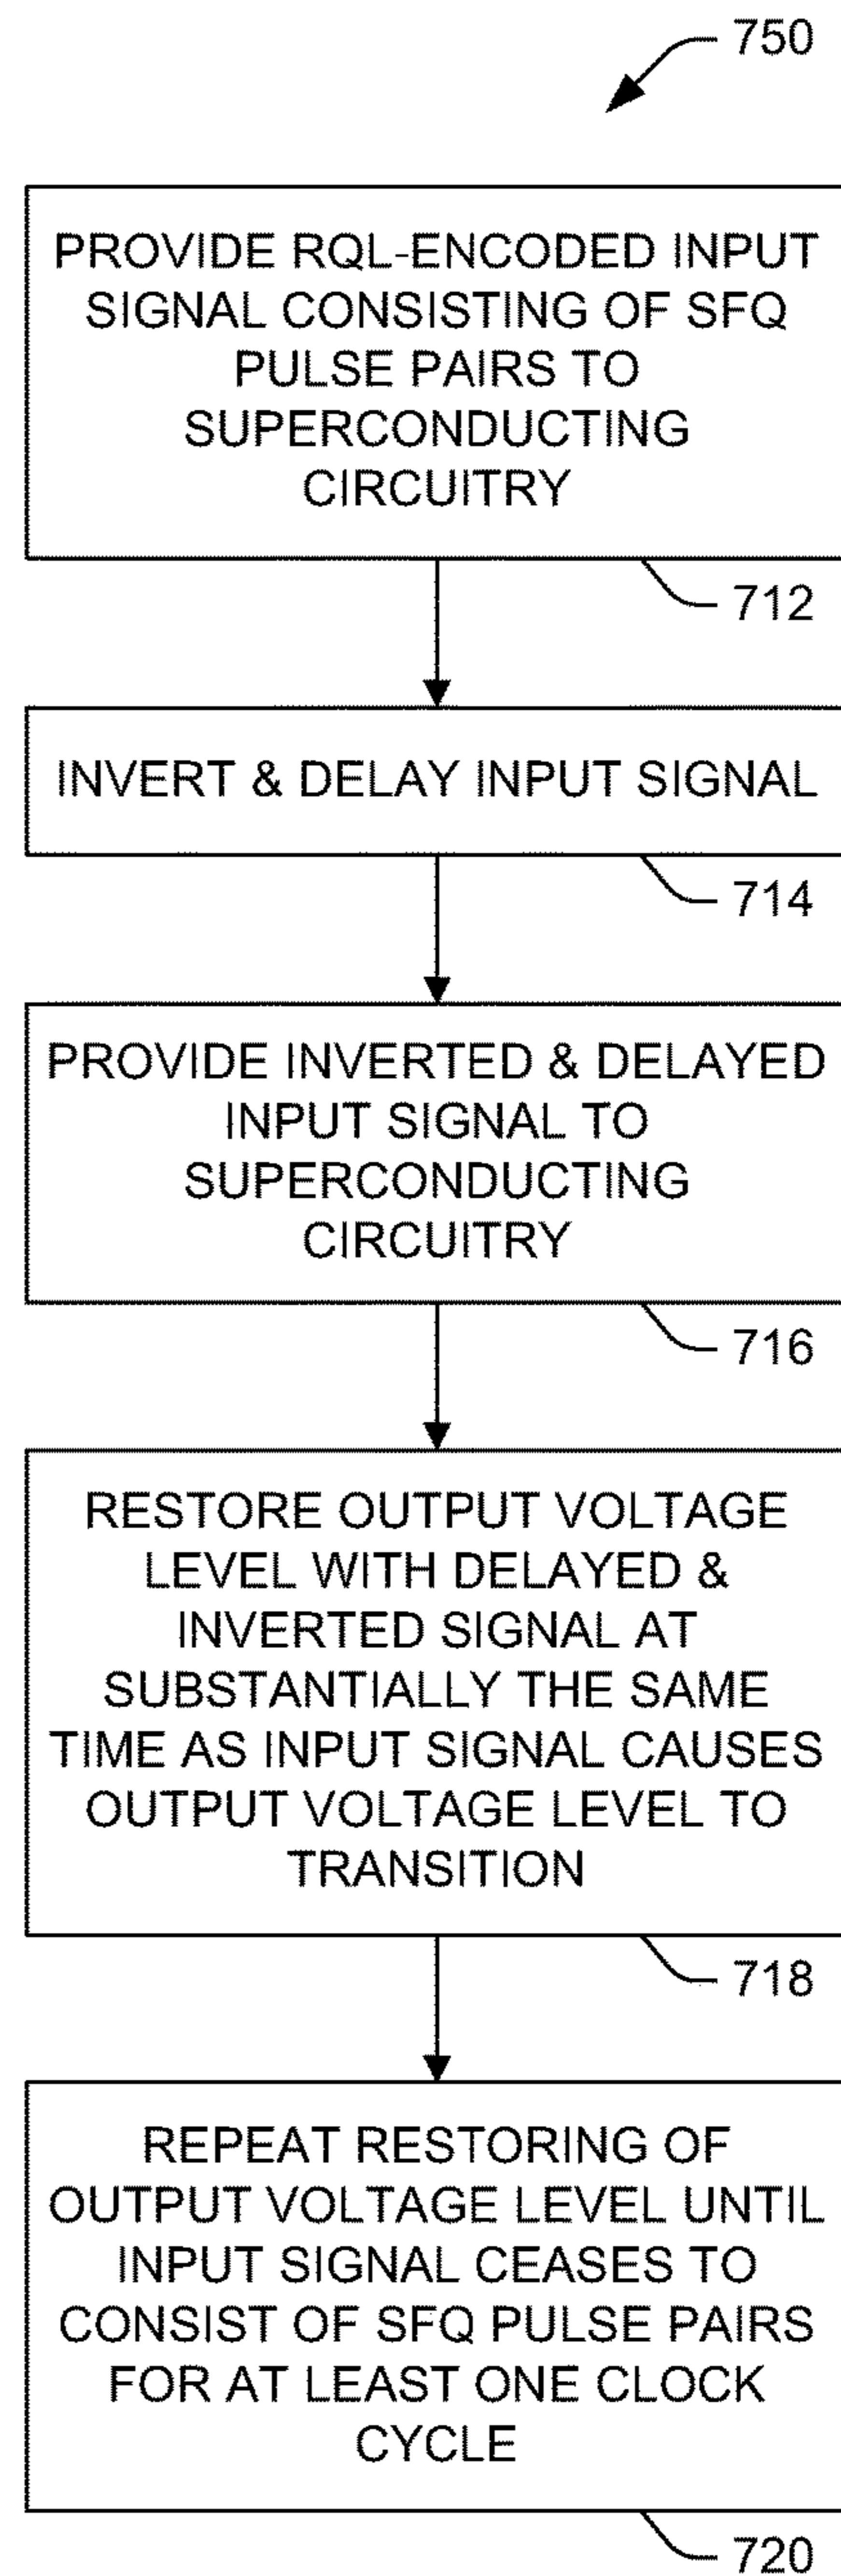 750
PROVIDE RQL-ENCODED INPUT
SIGNAL CONSISTING OF SFQ
PULSE PAIRS TO
SUPERCONDUCTING
CIRCUITRY
712
INVERT & DELAY INPUT SIGNAL
714
PROVIDE INVERTED & DELAYED
INPUT SIGNAL TO
SUPERCONDUCTING
CIRCUITRY
716
RESTORE OUTPUT VOLTAGE
LEVEL WITH DELAYED &
INVERTED SIGNAL AT
SUBSTANTIALLY THE SAME
TIME AS INPUT SIGNAL CAUSES
OUTPUT VOLTAGE LEVEL TO
TRANSITION
718
REPEAT RESTORING OF
OUTPUT VOLTAGE LEVEL UNTIL
INPUT SIGNAL CEASES TO
CONSIST OF SFQ PULSE PAIRS
FOR AT LEAST ONE CLOCK
CYCLE
720